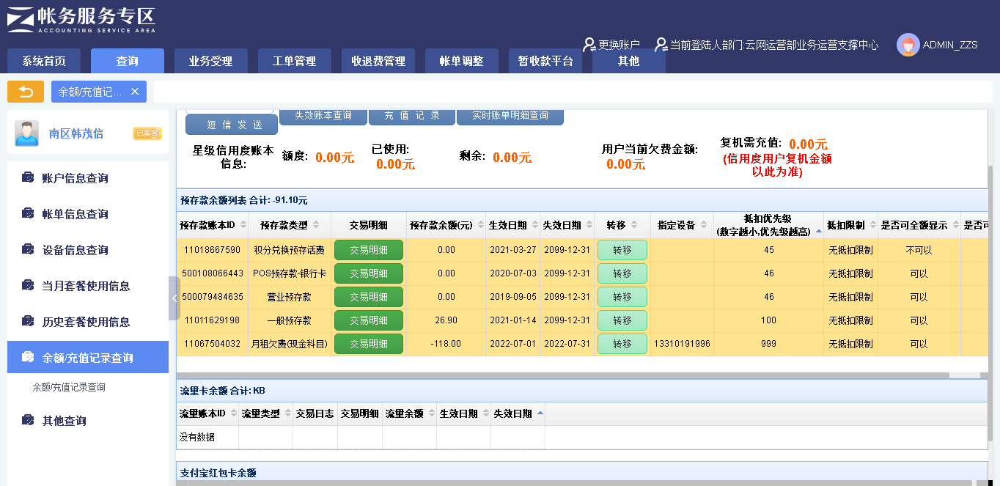 帐务服务专区
ACCOUNTING SERVICE AREA
更换账户
当前登陆人部门:云网运营部业务运营支撑中心
ADMIN_ZZS
系统首页
查询
业务受理
工单管理
收退费管理
帐单调整
暂收款平台
其他
余额/充值记...
南区韩茂信
已实名
账户信息查询
帐单信息查询
设备信息查询
当月套餐使用信息
历史套餐使用信息
余额/充值记录查询
余额/充值记录查询
其他查询
短 信 发 送
失效账本查询
充 值 记 录
实时账单明细查询
星级信用度账本
信息:
额度: 0.00元
已使用:
0.00元
剩余: 0.00元
用户当前欠费金额:
0.00元
复机需充值: 0.00元
(信用度用户复机金额
以此为准)
预存款余额列表 合计: -91.10元
预存款账本ID 预存款类型 交易明细 预存款余额(元) 生效日期 失效日期 转移 指定设备 抵扣优先级
(数字越小,优先级越高) 抵扣限制 是否可全额显示 是否可
11018667590 积分兑换预存话费 交易明细 0.00 2021-03-27 2099-12-31 转移 45 无抵扣限制 不可以
500108066443 POS预存款-银行卡 交易明细 0.00 2020-07-03 2099-12-31 转移 46 无抵扣限制 可以
500079484635 营业预存款 交易明细 0.00 2019-09-05 2099-12-31 转移 46 无抵扣限制 可以
11011629198 一般预存款 交易明细 26.90 2021-01-14 2099-12-31 转移 100 无抵扣限制 可以
11067504032 月租欠费(现金科目) 交易明细 -118.00 2022-07-01 2022-07-31 转移 13310191996 999 无抵扣限制 可以
流量卡余额 合计: KB
流量账本ID 流量类型 交易日志 交易明细 流量余额 生效日期 失效日期
没有数据
支付宝红包卡余额